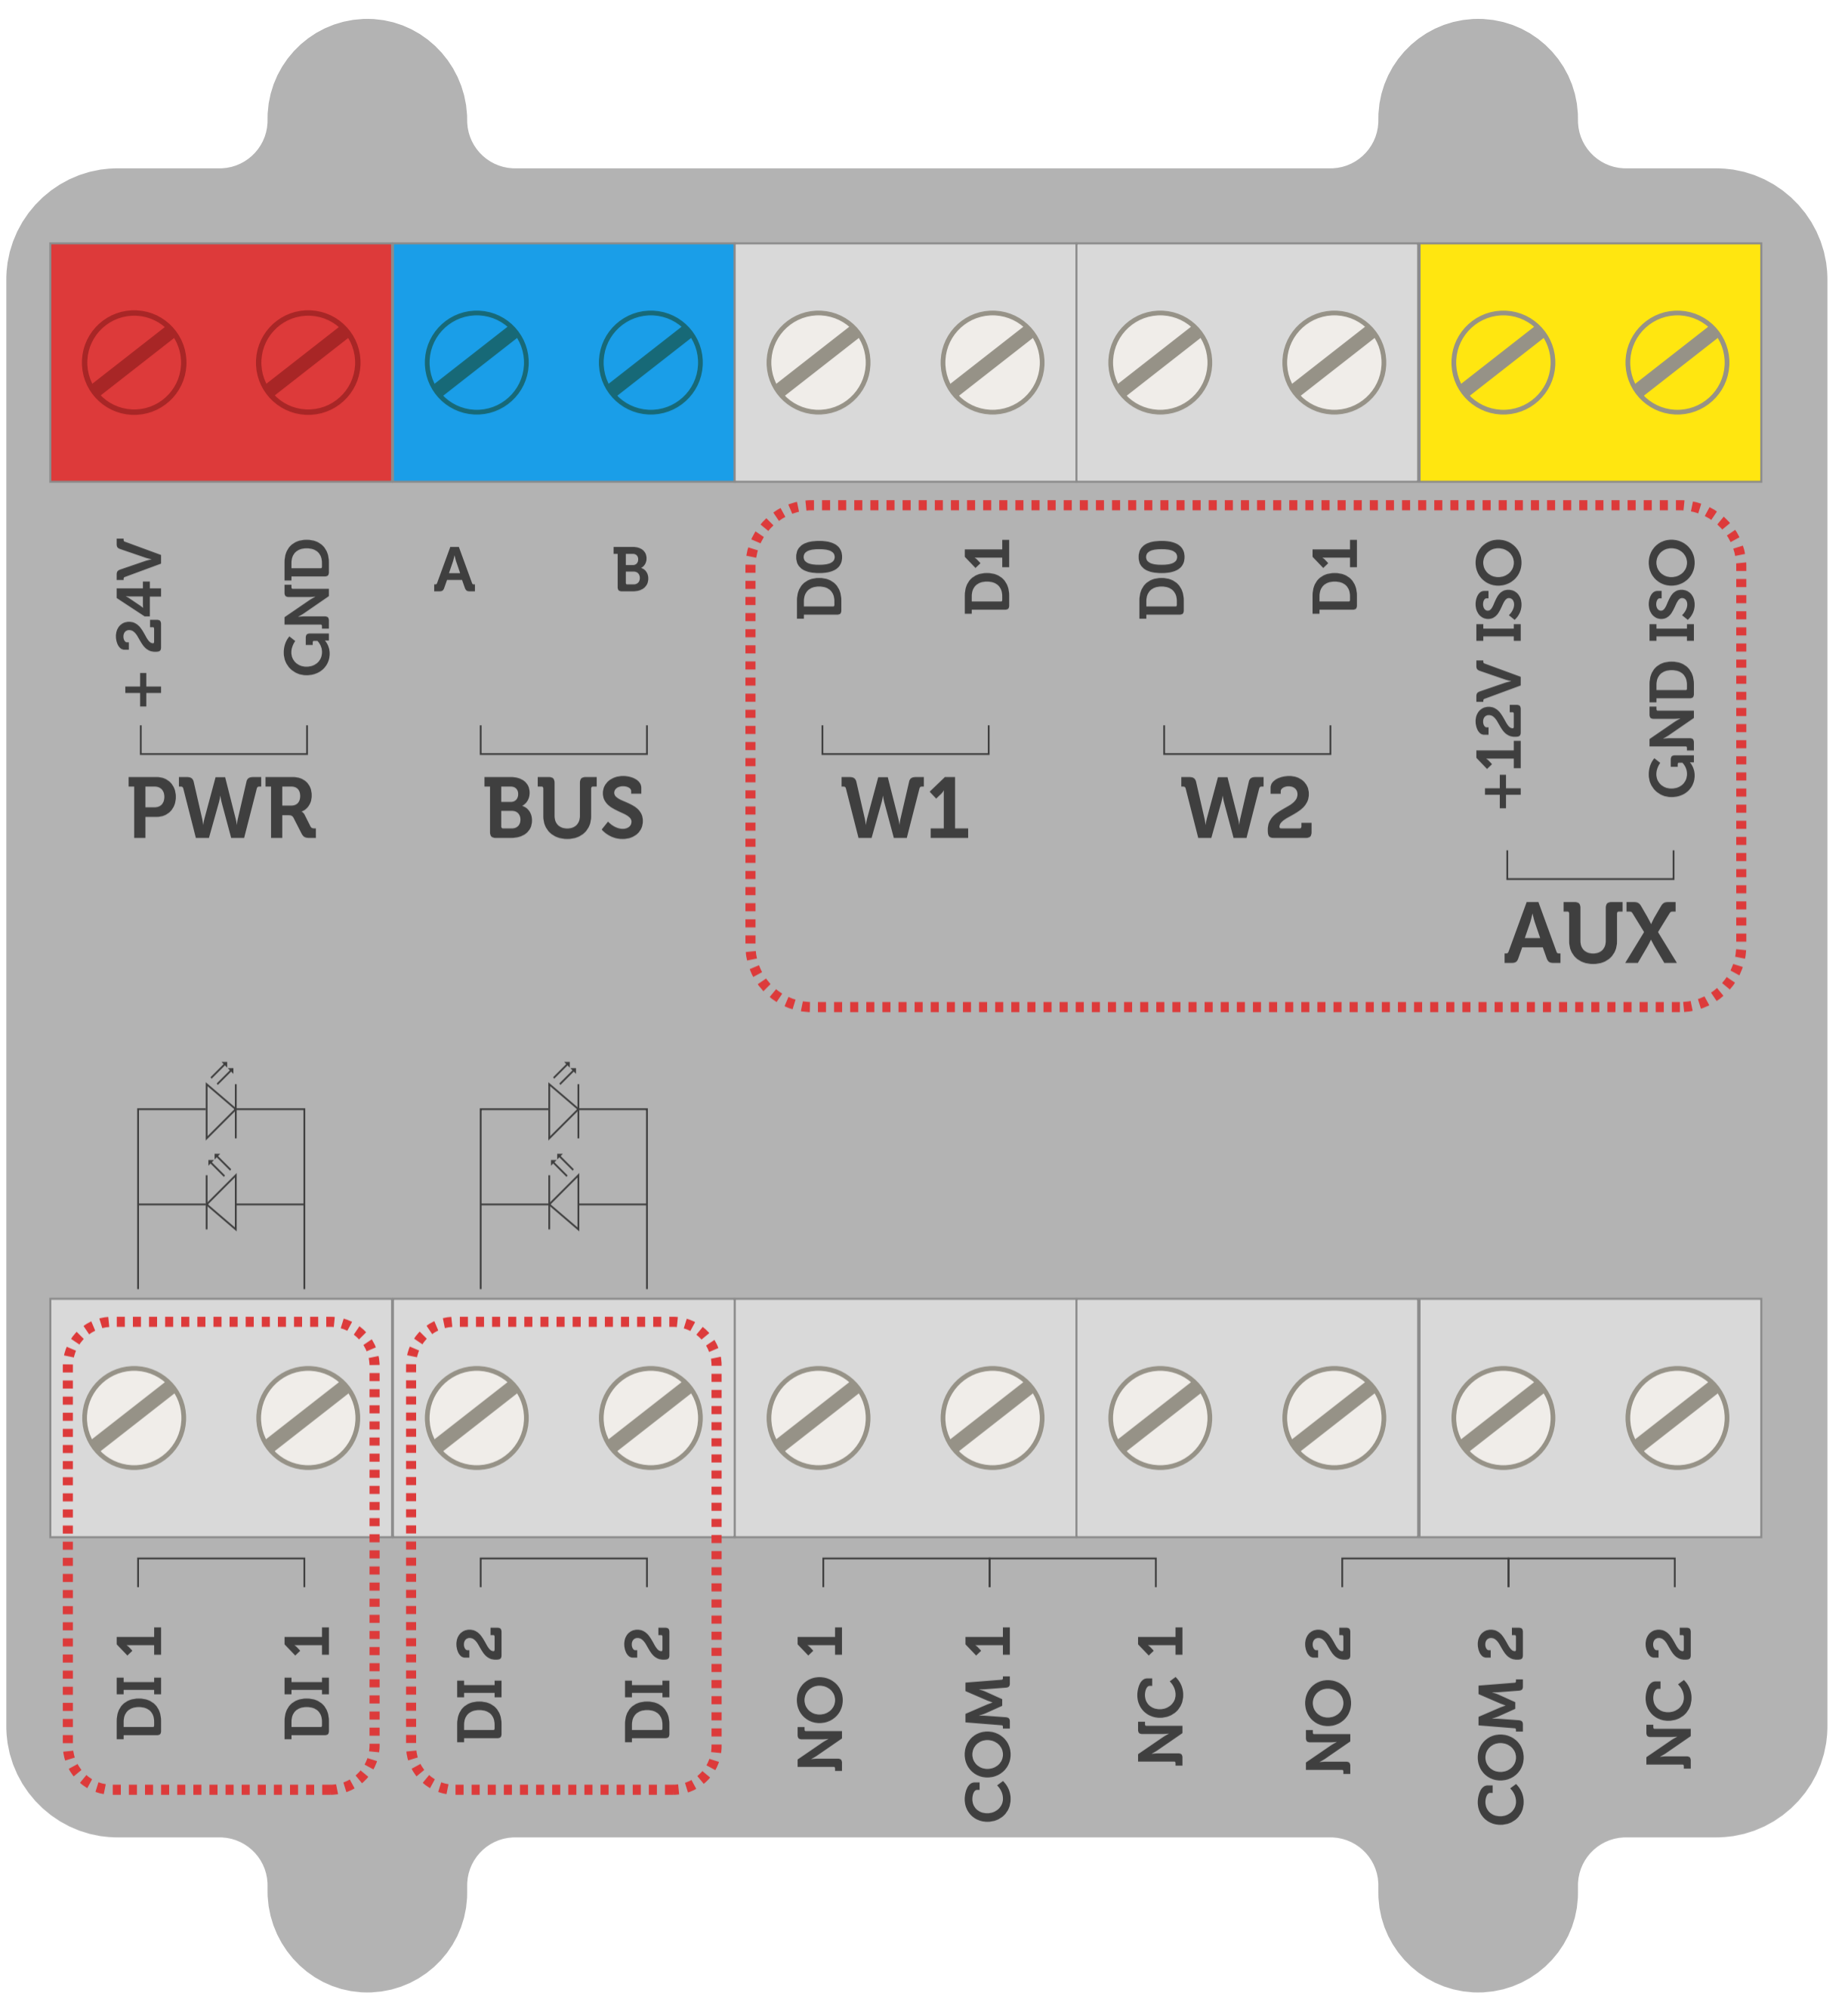 + 24V
GND
A
B
D0
D1
D0
D1
+12V ISO
GND ISO
PWR
BUS
W1
W2
AUX
DI 1
DI 1
DI 2
DI 2
NO 1
COM 1
NC 1
NO 2
COM 2
NC 2